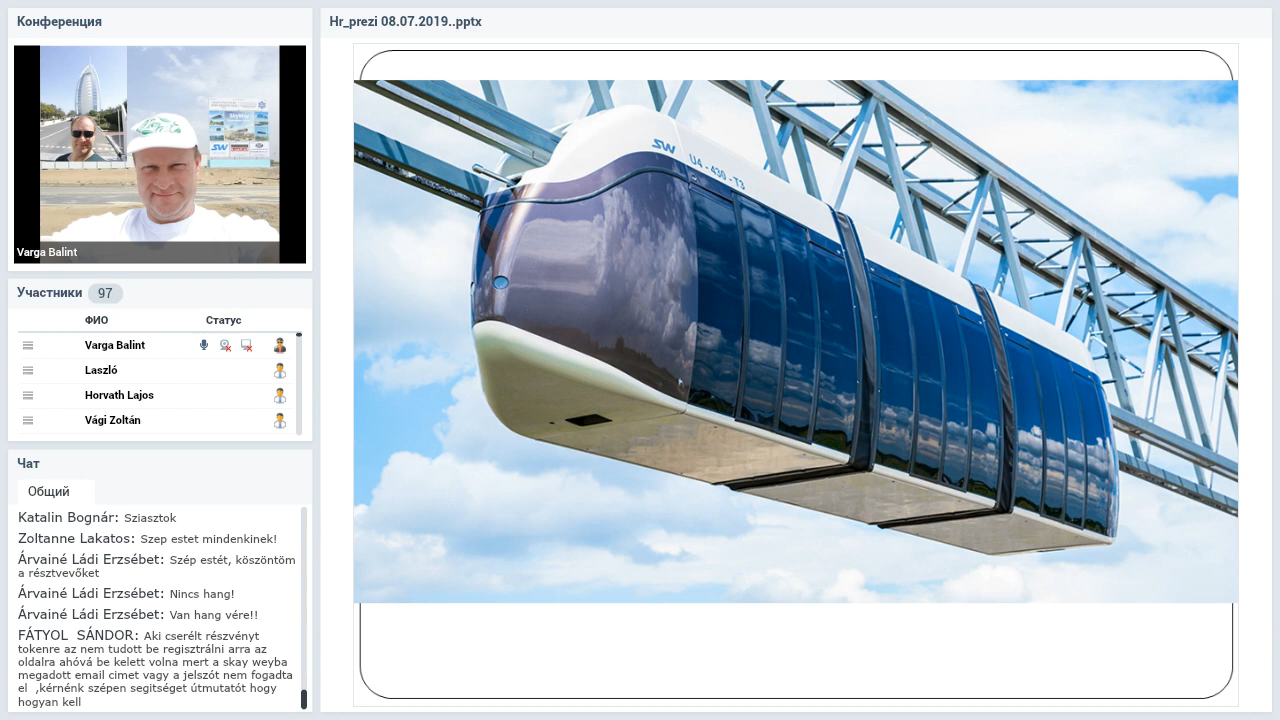 Конференция
Varga Balint
Участники 97
ФИО Статус
Varga Balint
Laszló
Horvath Lajos
Vági Zoltán
Чат
Общий
Katalin Bognár: Sziasztok
Zoltanne Lakatos: Szep estet mindenkinek!
Árvainé Ládi Erzsébet: Szép estét, köszöntöm
a résztvevőket
Árvainé Ládi Erzsébet: Nincs hang!
Árvainé Ládi Erzsébet: Van hang vére!!
FÁTYOL  SÁNDOR: Aki cserélt részvényt
tokenre az nem tudott be regisztrálni arra az
oldalra ahóvá be kelett volna mert a skay weyba
megadott email cimet vagy a jelszót nem fogadta
el  ,kérnénk szépen segitséget útmutatót hogy
hogyan kell
Hr_prezi 08.07.2019..pptx
SW U4 - 430 - T3
SkyWay
SW